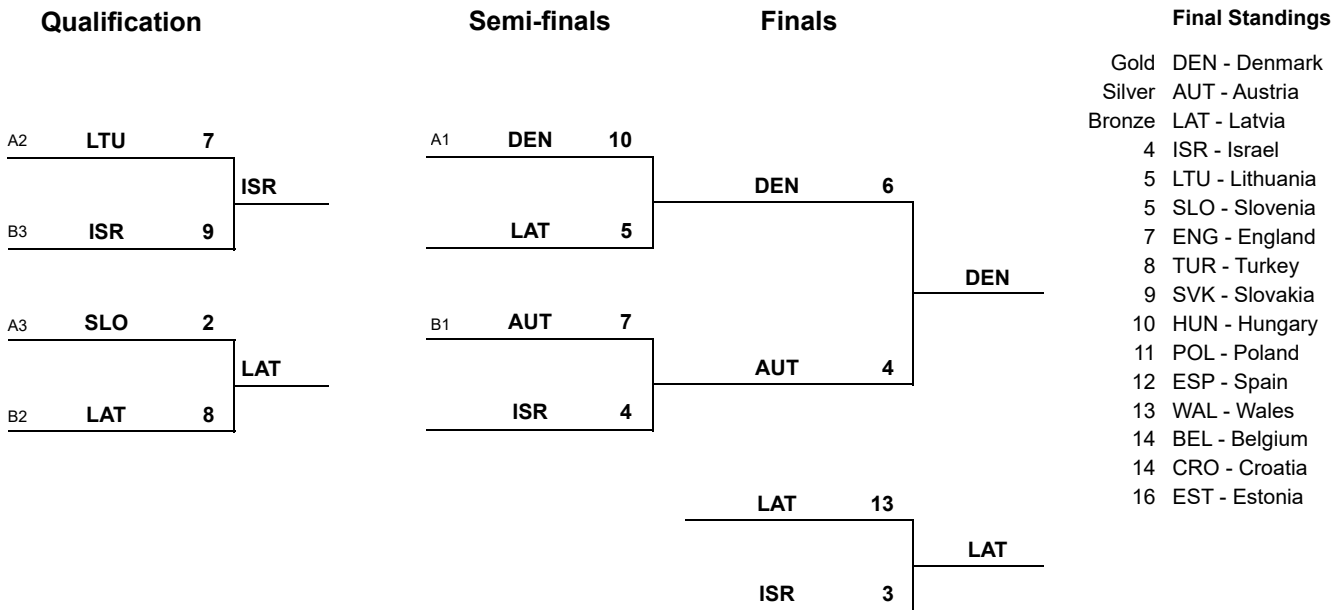 Qualification
Semi-finals
Finals
Final Standings
A2 LTU 7
ISR
B3 ISR 9
A3 SLO 2
LAT
B2 LAT 8
A1 DEN 10
LAT 5
B1 AUT 7
ISR 4
DEN 6
DEN
AUT 4
LAT 13
LAT
ISR 3
Gold DEN - Denmark
Silver AUT - Austria
Bronze LAT - Latvia
4 ISR - Israel
5 LTU - Lithuania
5 SLO - Slovenia
7 ENG - England
8 TUR - Turkey
9 SVK - Slovakia
10 HUN - Hungary
11 POL - Poland
12 ESP - Spain
13 WAL - Wales
14 BEL - Belgium
14 CRO - Croatia
16 EST - Estonia